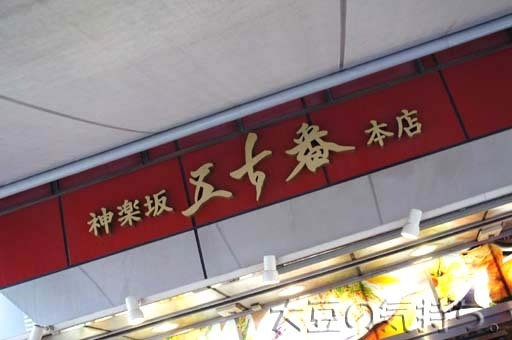 神楽坂 五十番 本店
大豆の気持ち。